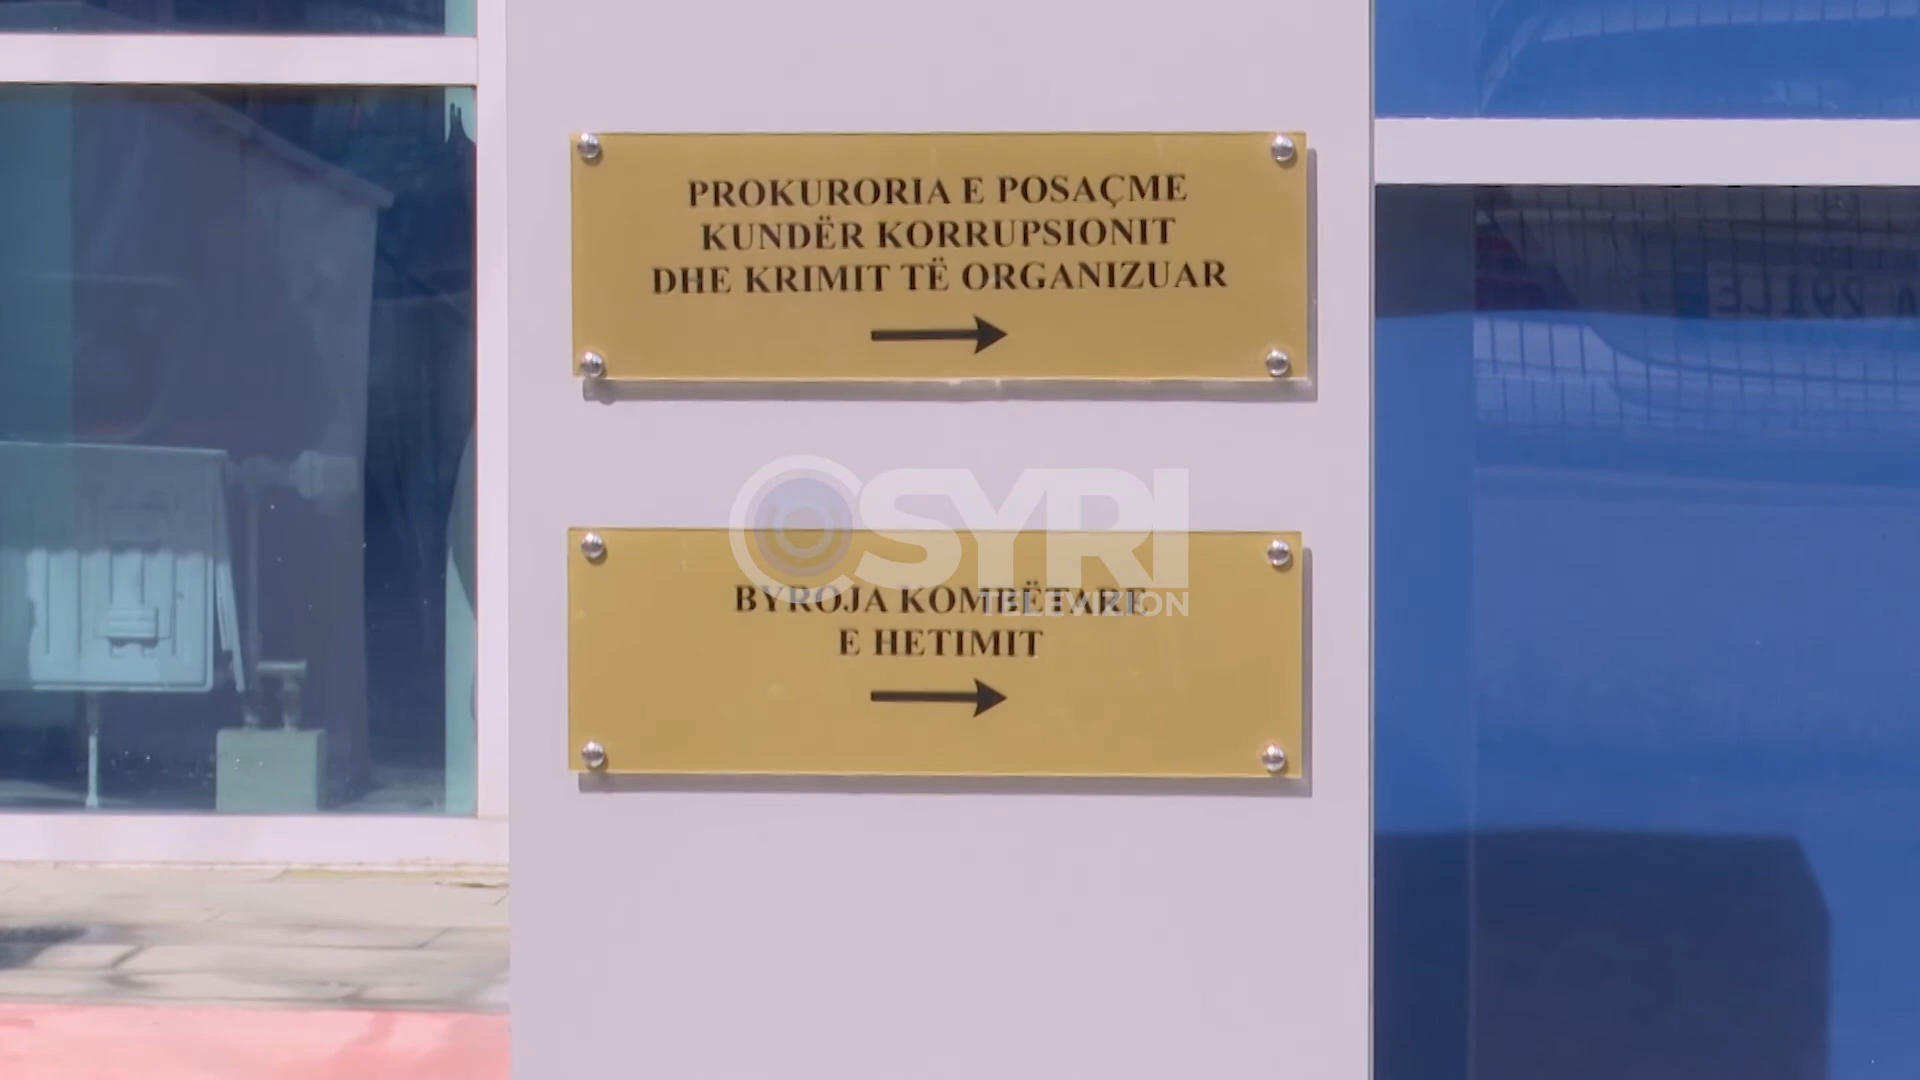 PROKURORIA E POSAÇME
KUNDËR KORRUPSIONIT
DHE KRIMIT TË ORGANIZUAR
SYRI
TELEVIZION
BYROJA KOMBËTARE
E HETIMIT